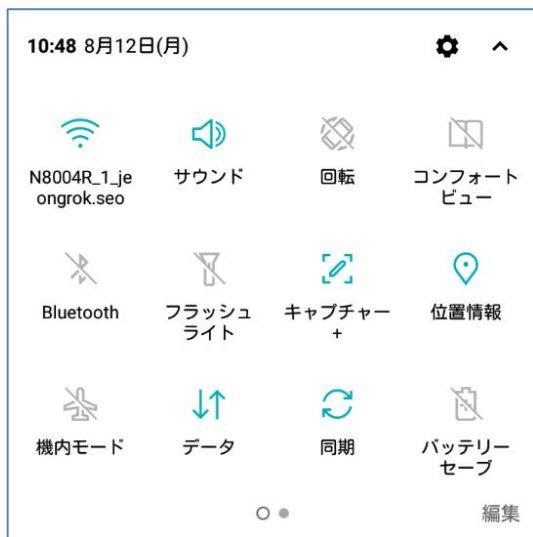 10:48 8月12日(月)
N8004R_1_je
ongrok.seo
サウンド
回転
コンフォート
ビュー
Bluetooth
フラッシュ
ライト
キャプチャー
+
位置情報
機内モード
データ
同期
バッテリー
セーブ
編集